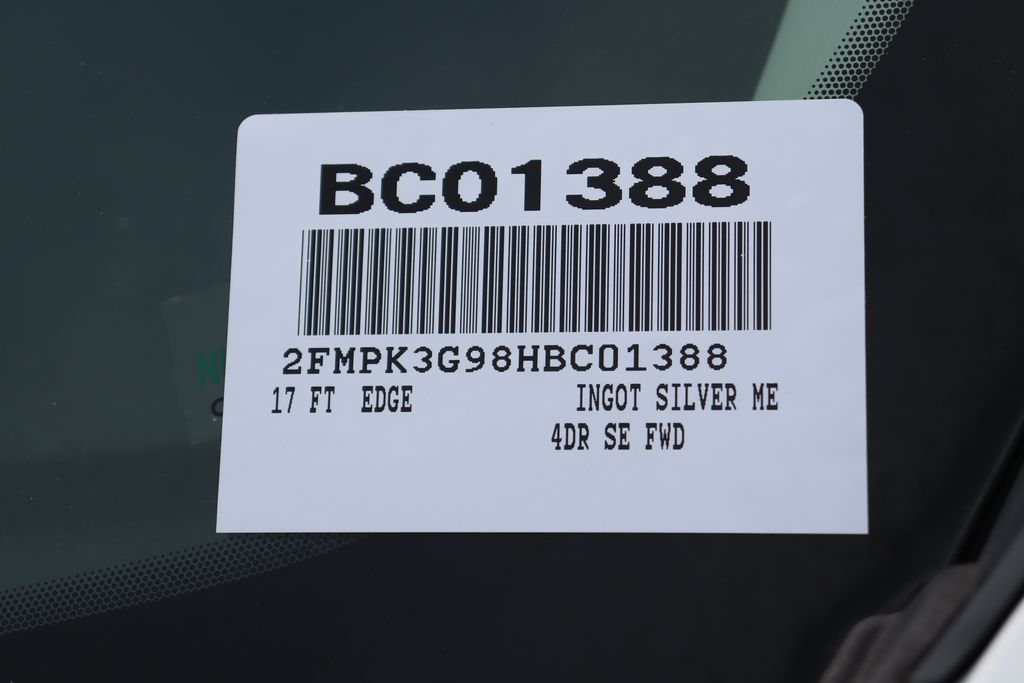 BC01388
2FMPK3G98HBC01388
17 FT EDGE INGOT SILVER ME
4DR SE FWD